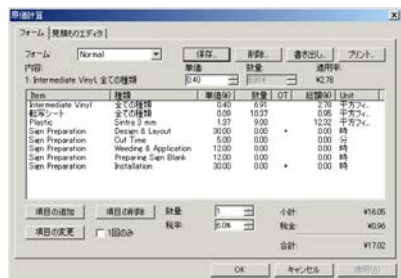 原価計算
フォーム 見積もりエディタ
フォーム Normal 保存... 削除... 書き出し... プリント...
内容: 単価 数量: 適用率:
1: Intermediate Vinyl, 全ての種類 0.40 ¥2.78
Item 種類 単価(¥) 数量 OT 総額(¥) Unit
Intermediate Vinyl 全ての種類 0.40 6.91 2.78 平方フィ...
転写シート 全ての種類 0.09 10.37 0.95 平方フィ...
Plastic Sintra 3 mm 1.37 9.00 12.32 平方フィ...
Sign Preparation Design & Layout 30.00 0.00 + 0.00 時
Sign Preparation Cut Time 5.00 0.00 0.00 分
Sign Preparation Weeding & Application 12.00 0.00 0.00 時
Sign Preparation Preparing Sign Blank 12.00 0.00 0.00 時
Sign Preparation Installation 30.00 0.00 + 0.00 時
項目の追加 項目の削除 数量: 1 小計: ¥16.05
項目の変更 1回のみ 税率: 6.0% 税金: ¥0.96
合計: ¥17.02
OK キャンセル 適用(A)